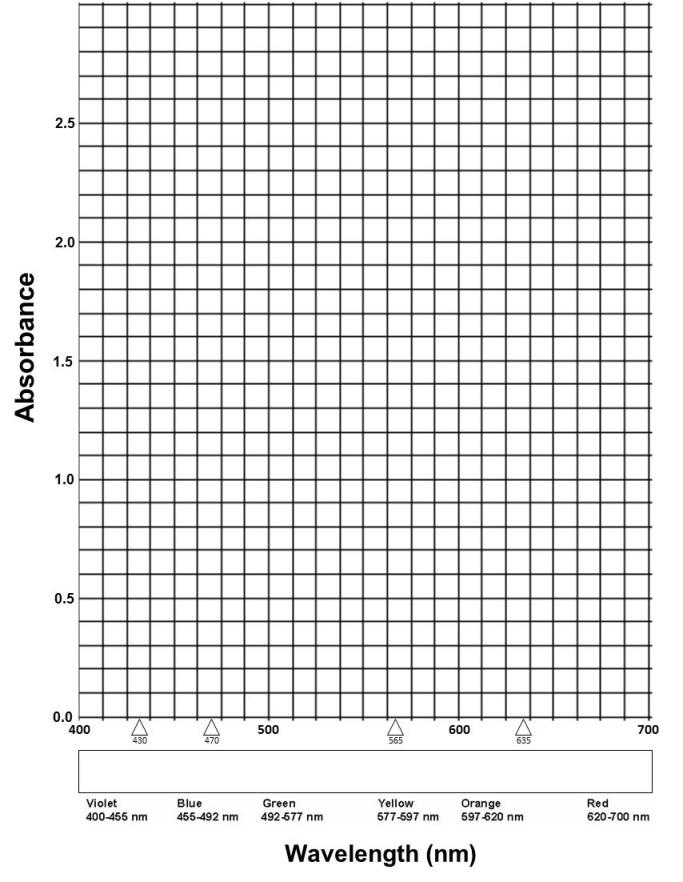 Absorbance
2.5
2.0
1.5
1.0
0.5
0.0
400 500 600 700
430 470 565 635
Violet Blue Green Yellow Orange Red
400-455 nm 455-492 nm 492-577 nm 577-597 nm 597-620 nm 620-700 nm
Wavelength (nm)